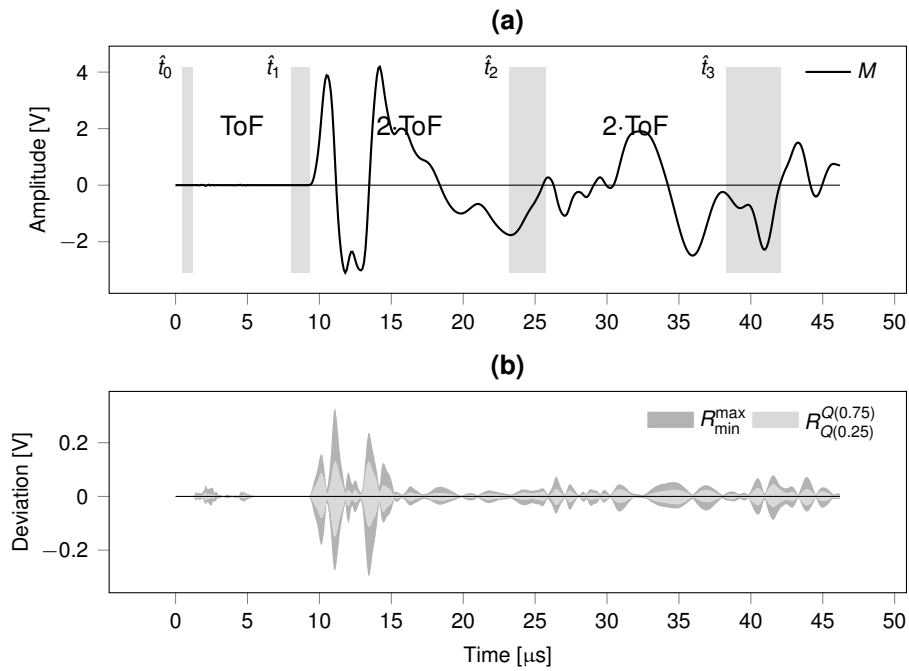 (a)
t̂0 t̂1 t̂2 t̂3 M
ToF 2·ToF 2·ToF
Amplitude [V]
4
2
0
−2
0 5 10 15 20 25 30 35 40 45 50
(b)
R max min R Q(0.75) Q(0.25)
Deviation [V]
0.2
0
−0.2
0 5 10 15 20 25 30 35 40 45 50
Time [μs]